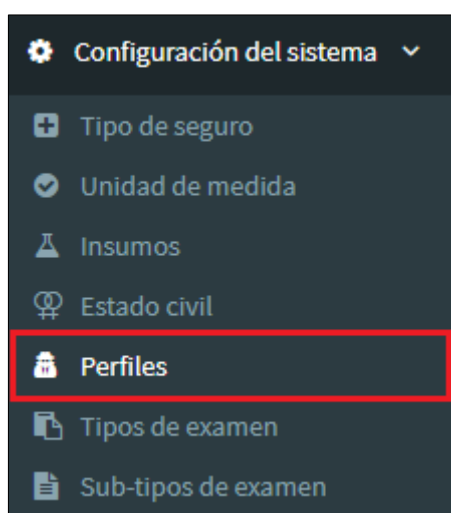 Configuración del sistema
Tipo de seguro
Unidad de medida
Insumos
Estado civil
Perfiles
Tipos de examen
Sub-tipos de examen